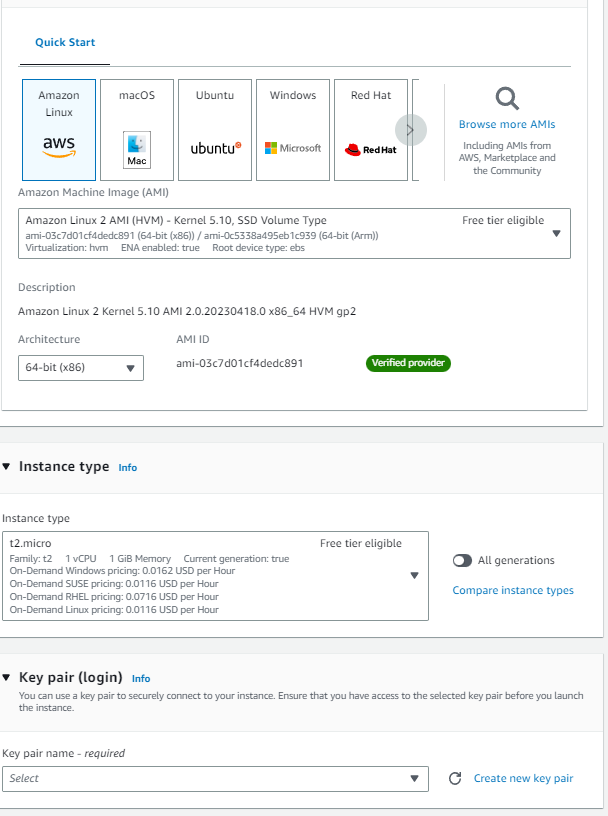 Quick Start
Amazon Linux
macOS
Ubuntu
Windows
Red Hat
aws
Mac
ubuntu
Microsoft
Red Hat
Browse more AMIs
Including AMIs from
AWS, Marketplace and
the Community
Amazon Machine Image (AMI)
Amazon Linux 2 AMI (HVM) - Kernel 5.10, SSD Volume Type Free tier eligible
ami-03c7d01cf4dedc891 (64-bit (x86)) / ami-0c5338a495eb1c939 (64-bit (Arm))
Virtualization: hvm ENA enabled: true Root device type: ebs
Description
Amazon Linux 2 Kernel 5.10 AMI 2.0.20230418.0 x86_64 HVM gp2
Architecture AMI ID
64-bit (x86) ami-03c7d01cf4dedc891 Verified provider
Instance type Info
Instance type
t2.micro Free tier eligible
Family: t2 1 vCPU 1 GiB Memory Current generation: true
On-Demand Windows pricing: 0.0162 USD per Hour
On-Demand SUSE pricing: 0.0116 USD per Hour
On-Demand RHEL pricing: 0.0716 USD per Hour
On-Demand Linux pricing: 0.0116 USD per Hour
All generations
Compare instance types
Key pair (login) Info
You can use a key pair to securely connect to your instance. Ensure that you have access to the selected key pair before you launch
the instance.
Key pair name - required
Select
Create new key pair